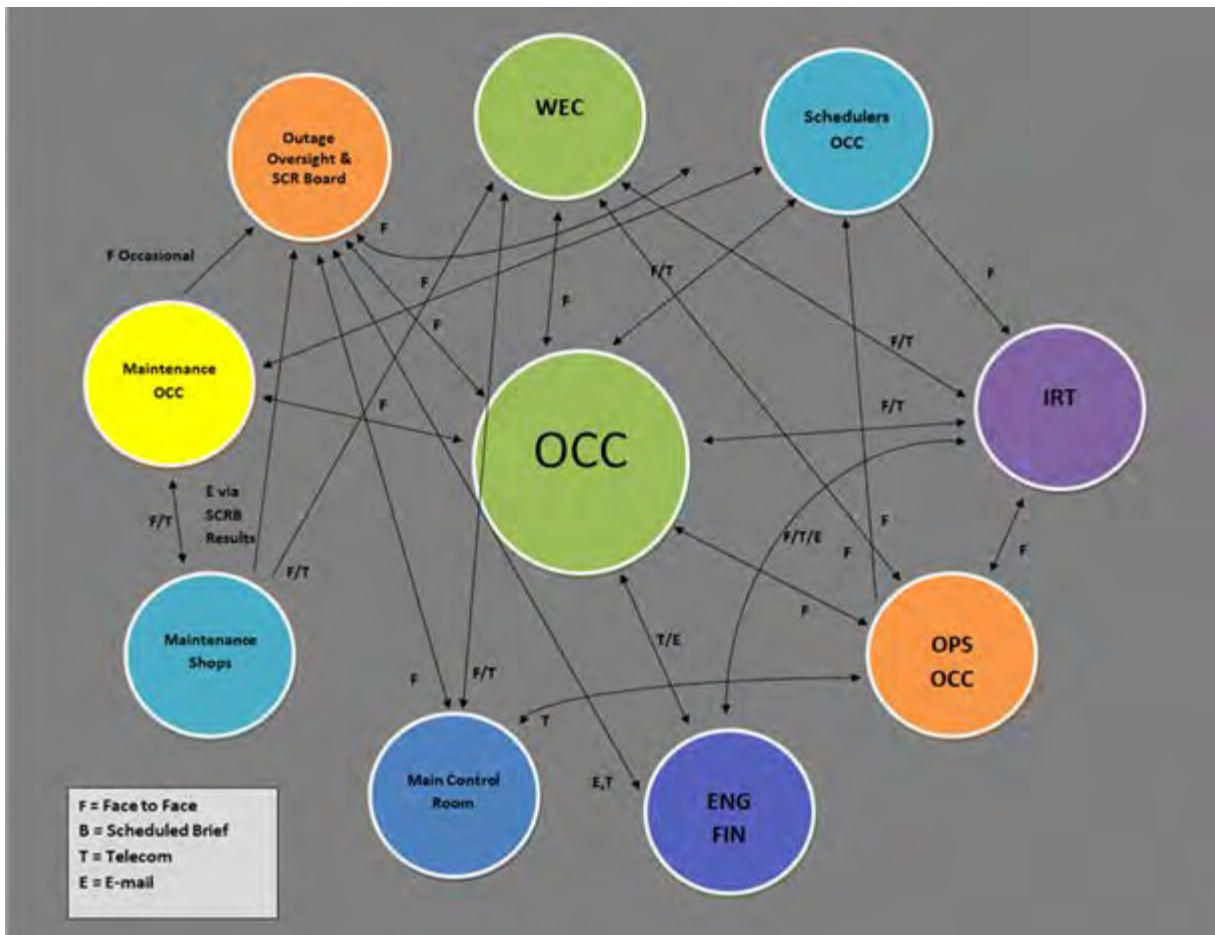 WEC
Schedulers
OCC
Outage
Oversight &
SCR Board
F
F Occasional
F
F/T
F
F
F
F/T
Maintenance
OCC
IRT
F
F/T
OCC
E via
SCRB
Results
F/T
F
F/T/E
F
F
F/T
F
Maintenance
Shops
T/E
OPS
OCC
F
F/T
T
Main Control
Room
E,T
ENG
FIN
F = Face to Face
B = Scheduled Brief
T = Telecom
E = E-mail